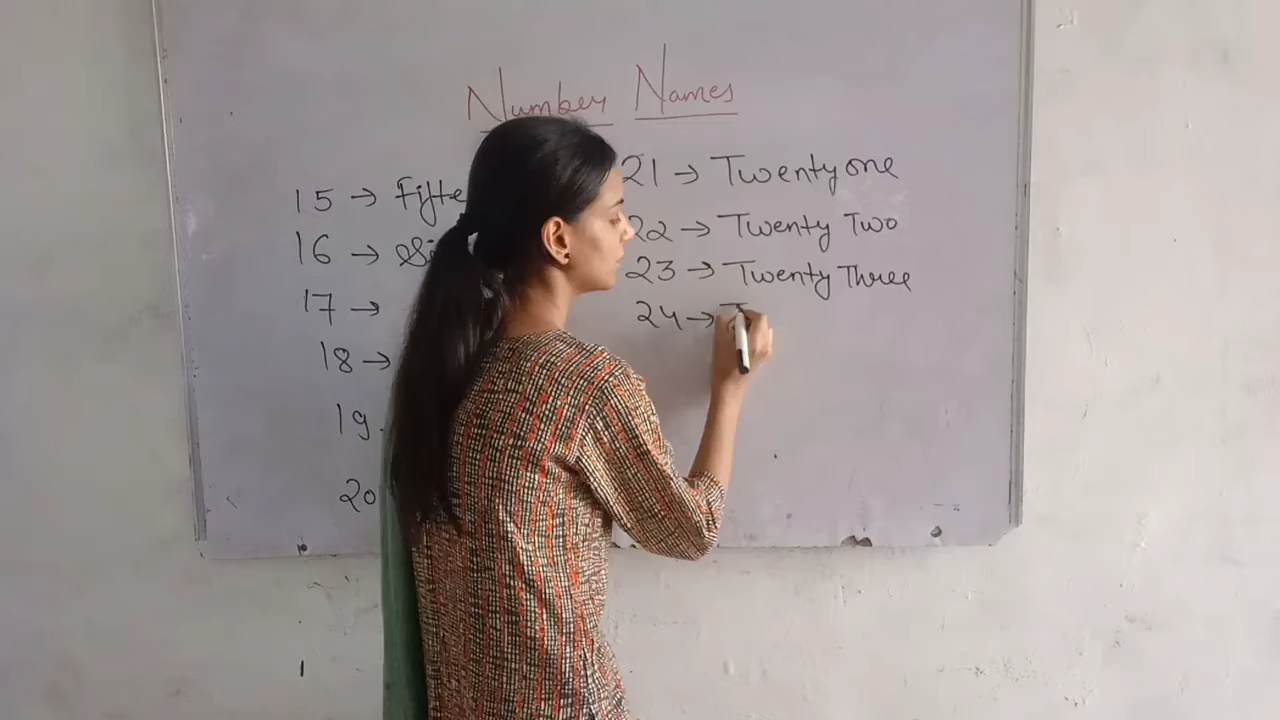 Number Names
15 → Fifte
16 → Si
17 →
18 →
19
20
21 → Twenty one
22 → Twenty Two
23 → Twenty Three
24 → T